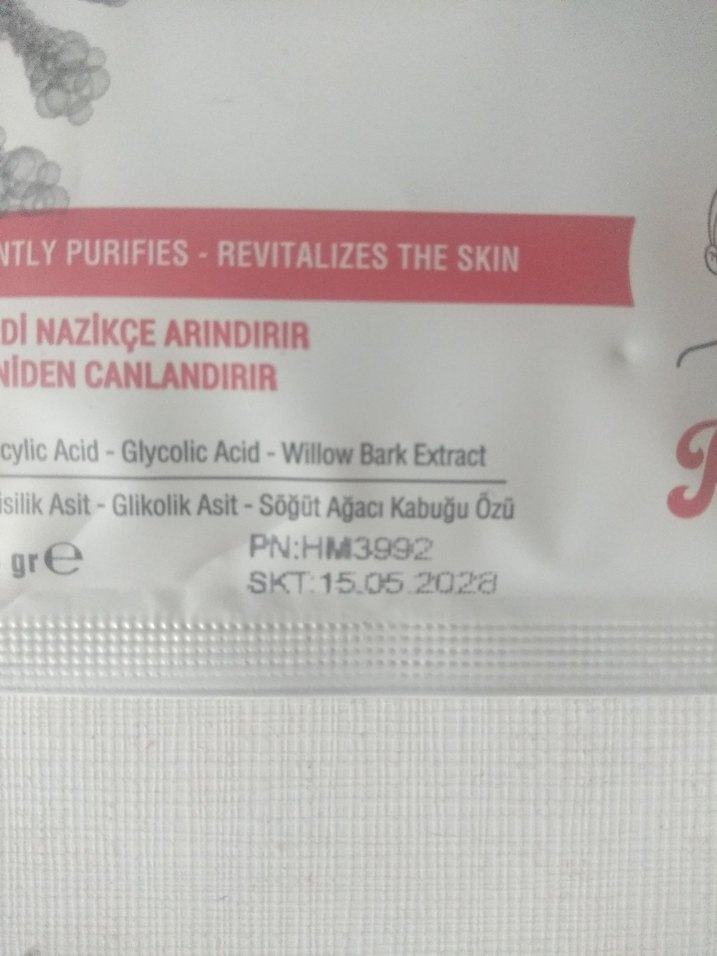 NTLY PURIFIES - REVITALIZES THE SKIN
Dİ NAZİKÇE ARINDIRIR
NİDEN CANLANDIRIR
cylic Acid - Glycolic Acid - Willow Bark Extract
isilik Asit - Glikolik Asit - Söğüt Ağacı Kabuğu Özü
gr e
PN:HM3992
SKT:15.05.2028